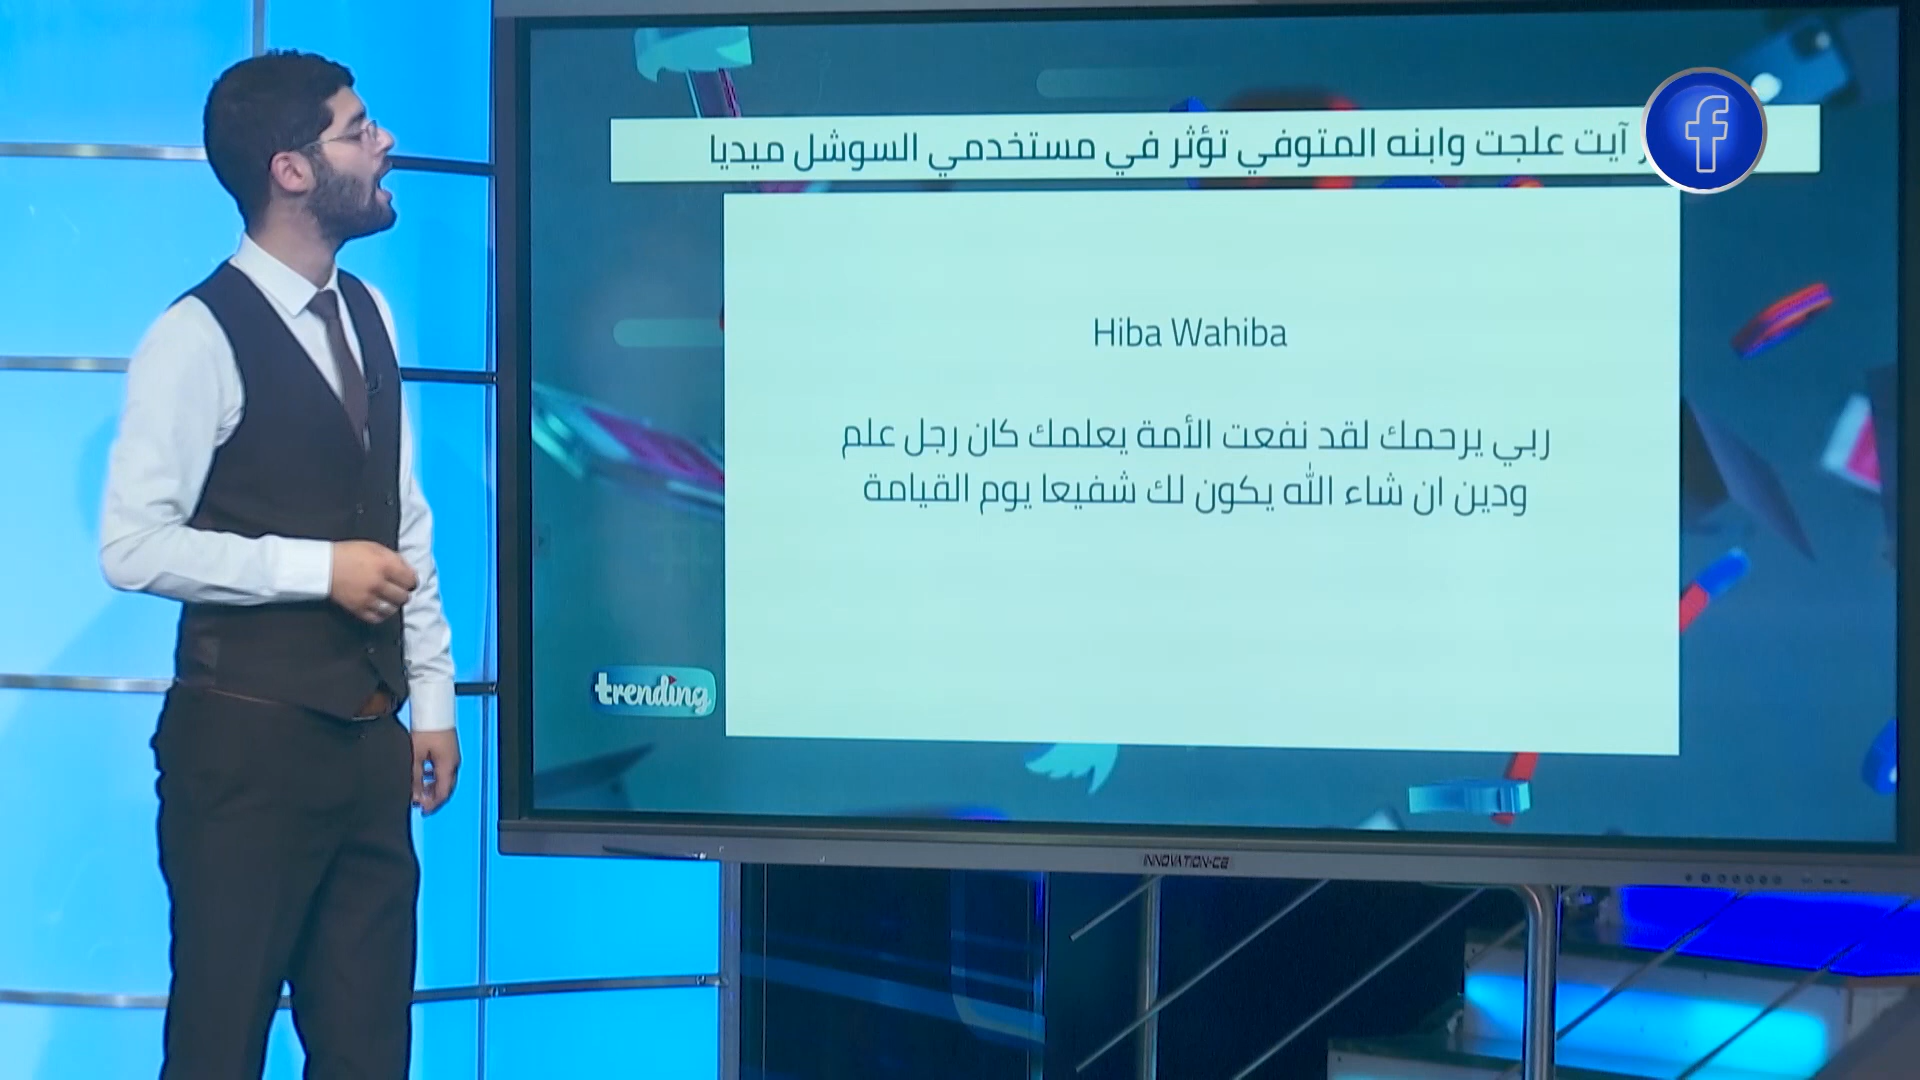 آيت علجت وابنه المتوفي تؤثر في مستخدمي السوشل ميديا
Hiba Wahiba
ربي يرحمك لقد نفعت الأمة يعلمك كان رجل علم
ودين ان شاء الله يكون لك شفيعا يوم القيامة
trending
INNOVATION-CE